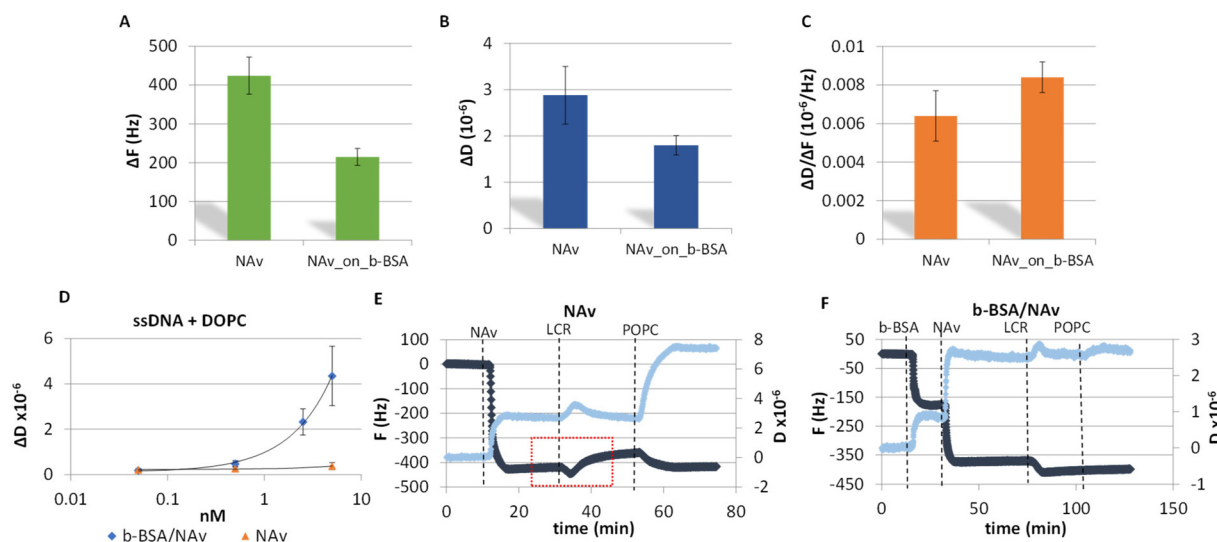 A
ΔF (Hz)
500
400
300
200
100
0
NAv
NAv_on_b-BSA
B
ΔD (10⁻⁶)
4
3
2
1
0
NAv
NAv_on_b-BSA
C
ΔD/ΔF (10⁻⁶/Hz)
0.01
0.008
0.006
0.004
0.002
0
NAv
NAv_on_b-BSA
D
ssDNA + DOPC
ΔD x10⁻⁶
6
4
2
0
0.01
0.1
1
10
nM
b-BSA/NAv
NAv
E
NAv
NAv
LCR
POPC
F (Hz)
100
0
-100
-200
-300
-400
-500
8
6
4
2
0
-2
D x10⁻⁶
0
20
40
60
80
time (min)
F
b-BSA/NAv
b-BSA
NAv
LCR
POPC
F (Hz)
50
-50
-150
-250
-350
-450
3
2
1
0
-1
D x10⁻⁶
0
50
100
150
time (min)